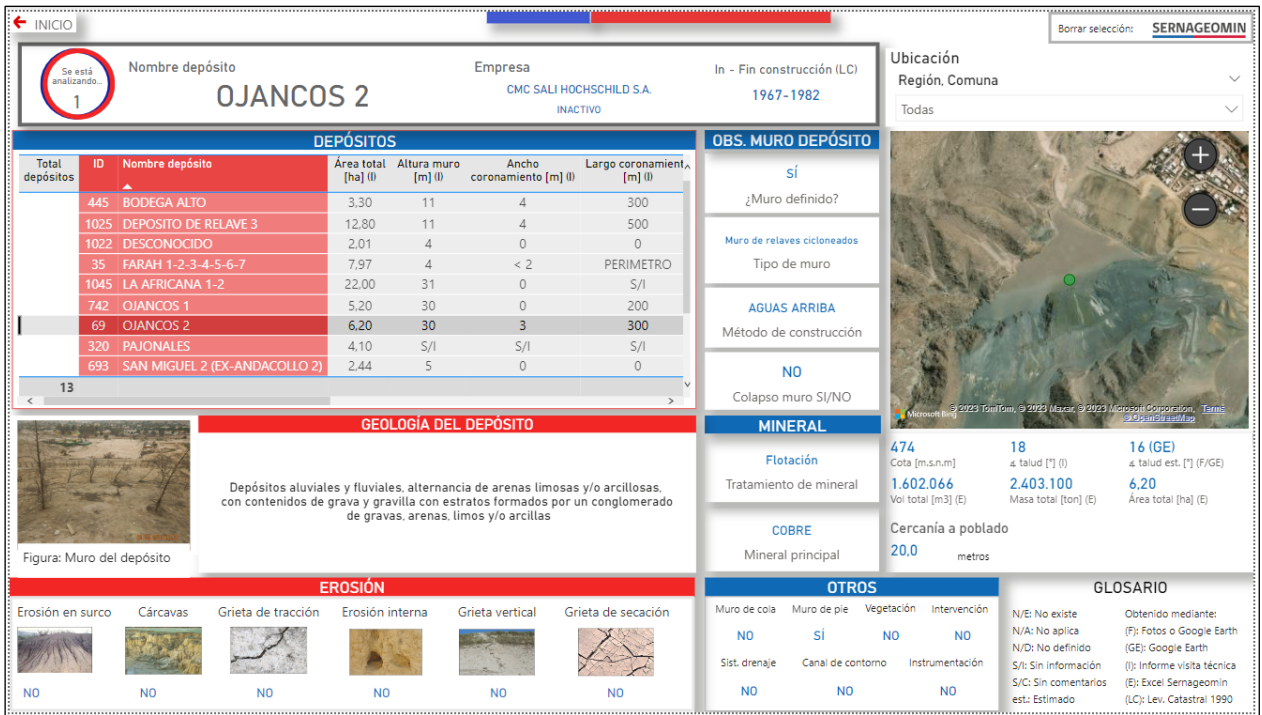 INICIO
Borrar selección:
SERNAGEOMIN
Se está
analizando...
1
Nombre depósito
OJANCOS 2
Empresa
CMC SALI HOCHSCHILD S.A.
INACTIVO
In - Fin construcción (LC)
1967-1982
Ubicación
Región, Comuna
Todas
DEPÓSITOS
Total depósitos ID Nombre depósito Área total [ha] (I) Altura muro [m] (I) Ancho coronamiento [m] (I) Largo coronamient [m] (I)
445 BODEGA ALTO 3,30 11 4 300
1025 DEPOSITO DE RELAVE 3 12,80 11 4 500
1022 DESCONOCIDO 2,01 4 0 0
35 FARAH 1-2-3-4-5-6-7 7,97 4 < 2 PERIMETRO
1045 LA AFRICANA 1-2 22,00 31 0 S/I
742 OJANCOS 1 5,20 30 0 200
69 OJANCOS 2 6,20 30 3 300
320 PAJONALES 4,10 S/I S/I S/I
693 SAN MIGUEL 2 (EX-ANDACOLLO 2) 2,44 5 0 0
13
OBS. MURO DEPÓSITO
SÍ
¿Muro definido?
Muro de relaves cicloneados
Tipo de muro
AGUAS ARRIBA
Método de construcción
NO
Colapso muro SI/NO
Microsoft Bing
© 2023 TomTom, © 2023 Maxar, © 2023 Microsoft Corporation, Terms
© OpenStreetMap
GEOLOGÍA DEL DEPÓSITO
Depósitos aluviales y fluviales, alternancia de arenas limosas y/o arcillosas,
con contenidos de grava y gravilla con estratos formados por un conglomerado
de gravas, arenas, limos y/o arcillas
Figura: Muro del depósito
MINERAL
Flotación
Tratamiento de mineral
COBRE
Mineral principal
474 18 16 (GE)
Cota [m.s.n.m] ∡ talud [°] (I) ∡ talud est. [°] (F/GE)
1.602.066 2.403.100 6,20
Vol total [m3] (E) Masa total [ton] (E) Área total [ha] (E)
Cercanía a poblado
20,0 metros
EROSIÓN
Erosión en surco Cárcavas Grieta de tracción Erosión interna Grieta vertical Grieta de secación
NO NO NO NO NO NO
OTROS
Muro de cola Muro de pie Vegetación Intervención
NO SÍ NO NO
Sist. drenaje Canal de contorno Instrumentación
NO NO NO
GLOSARIO
N/E: No existe Obtenido mediante:
N/A: No aplica (F): Fotos o Google Earth
N/D: No definido (GE): Google Earth
S/I: Sin información (I): Informe visita técnica
S/C: Sin comentarios (E): Excel Sernageomin
est.: Estimado (LC): Lev. Catastral 1990